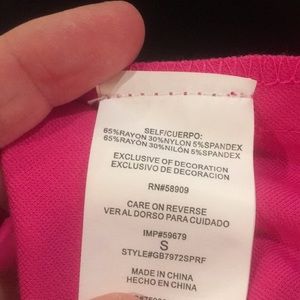 SELF/CUERPO:
65%RAYON 30%NYLON 5%SPANDEX
65%RAYON 30%NILÓN 5%SPANDEX
EXCLUSIVE OF DECORATION
EXCLUSIVO DE DECORACION
RN#58909
CARE ON REVERSE
VER AL DORSO PARA CUIDADO
IMP#59679
S
STYLE#GB7972SPRF
MADE IN CHINA
HECHO EN CHINA